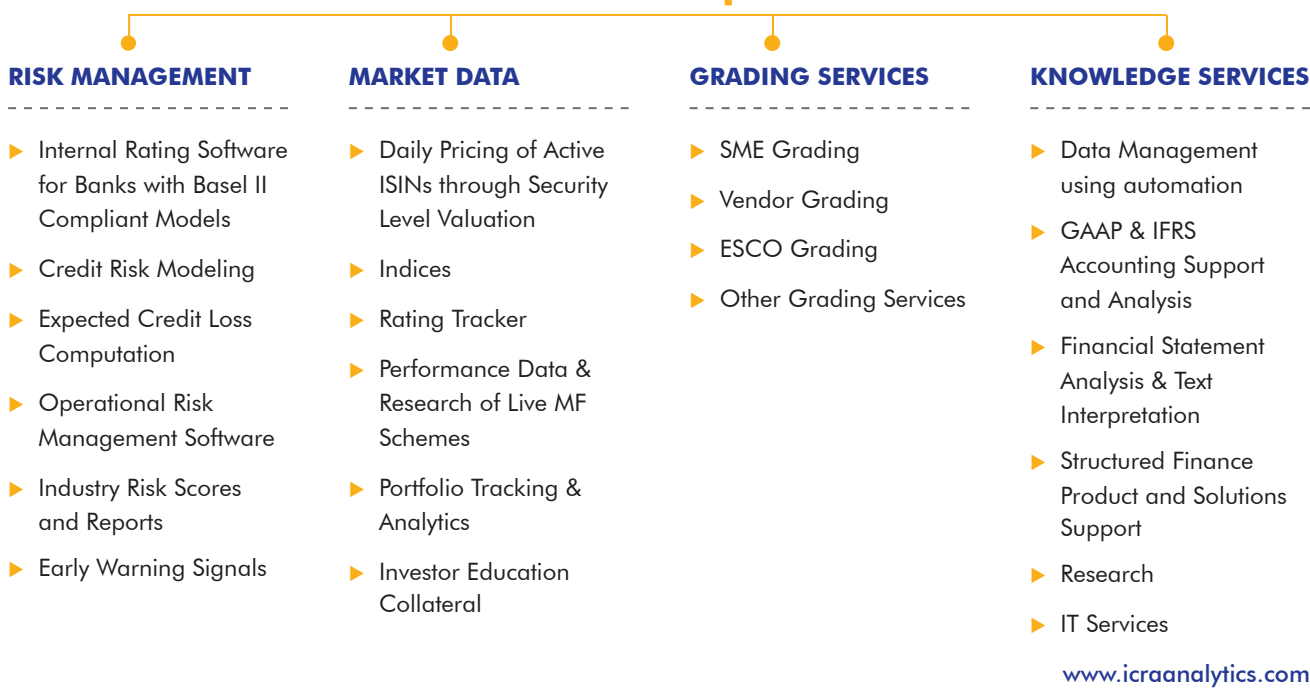 RISK MANAGEMENT
Internal Rating Software
for Banks with Basel II
Compliant Models
Credit Risk Modeling
Expected Credit Loss
Computation
Operational Risk
Management Software
Industry Risk Scores
and Reports
Early Warning Signals
MARKET DATA
Daily Pricing of Active
ISINs through Security
Level Valuation
Indices
Rating Tracker
Performance Data &
Research of Live MF
Schemes
Portfolio Tracking &
Analytics
Investor Education
Collateral
GRADING SERVICES
SME Grading
Vendor Grading
ESCO Grading
Other Grading Services
KNOWLEDGE SERVICES
Data Management
using automation
GAAP & IFRS
Accounting Support
and Analysis
Financial Statement
Analysis & Text
Interpretation
Structured Finance
Product and Solutions
Support
Research
IT Services
www.icraanalytics.com